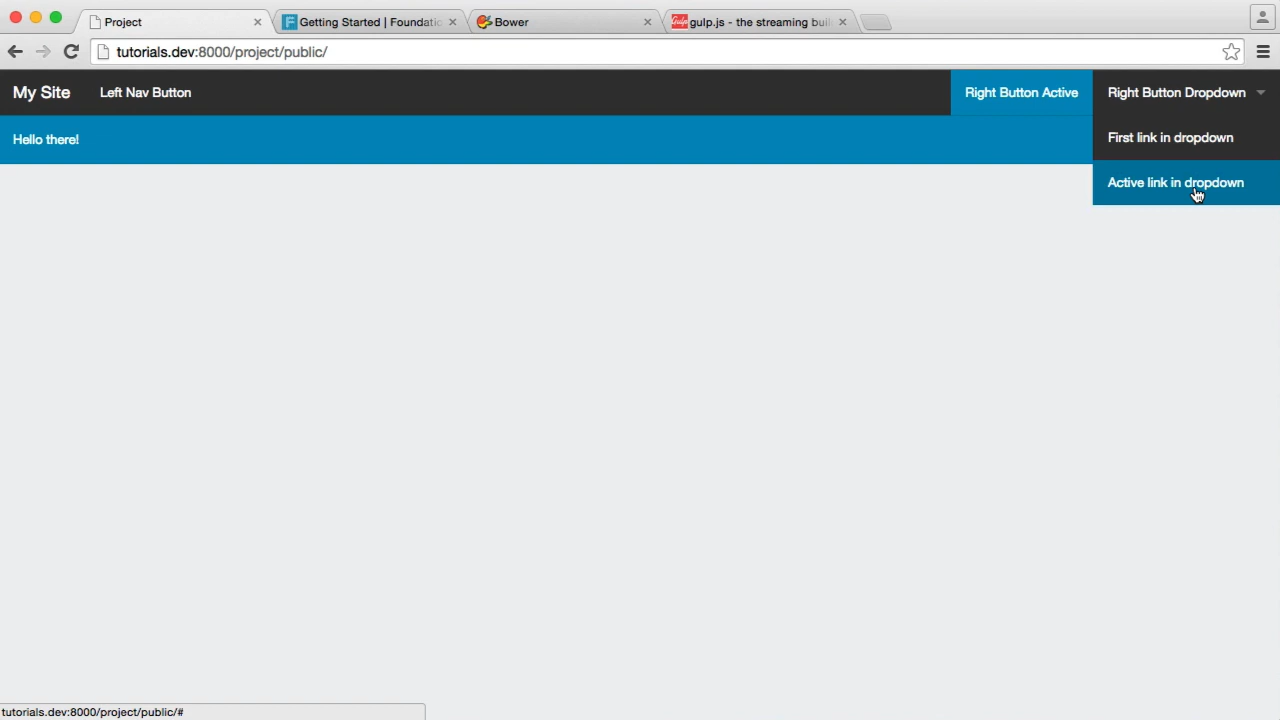 Project
Getting Started | Foundatio
Bower
Gulp gulp.js - the streaming buil
tutorials.dev:8000/project/public/
My Site
Left Nav Button
Right Button Active
Right Button Dropdown
Hello there!
First link in dropdown
Active link in dropdown
tutorials.dev:8000/project/public/#